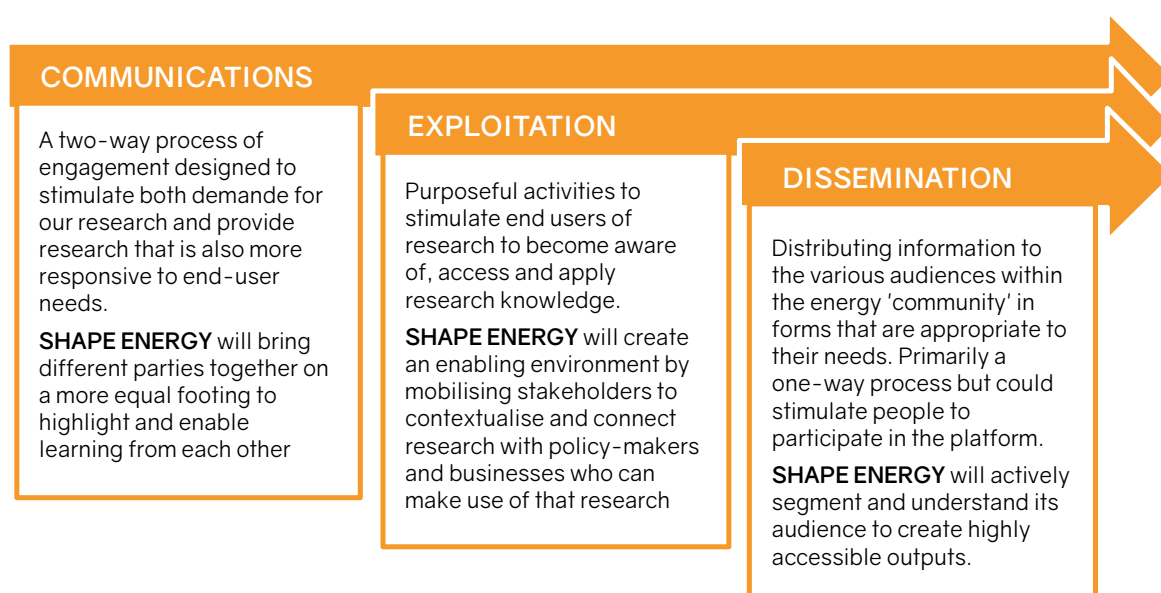 COMMUNICATIONS
A two-way process of
engagement designed to
stimulate both demande for
our research and provide
research that is also more
responsive to end-user
needs.
SHAPE ENERGY will bring
different parties together on
a more equal footing to
highlight and enable
learning from each other
EXPLOITATION
Purposeful activities to
stimulate end users of
research to become aware
of, access and apply
research knowledge.
SHAPE ENERGY will create
an enabling environment by
mobilising stakeholders to
contextualise and connect
research with policy-makers
and businesses who can
make use of that research
DISSEMINATION
Distributing information to
the various audiences within
the energy 'community' in
forms that are appropriate to
their needs. Primarily a
one-way process but could
stimulate people to
participate in the platform.
SHAPE ENERGY will actively
segment and understand its
audience to create highly
accessible outputs.